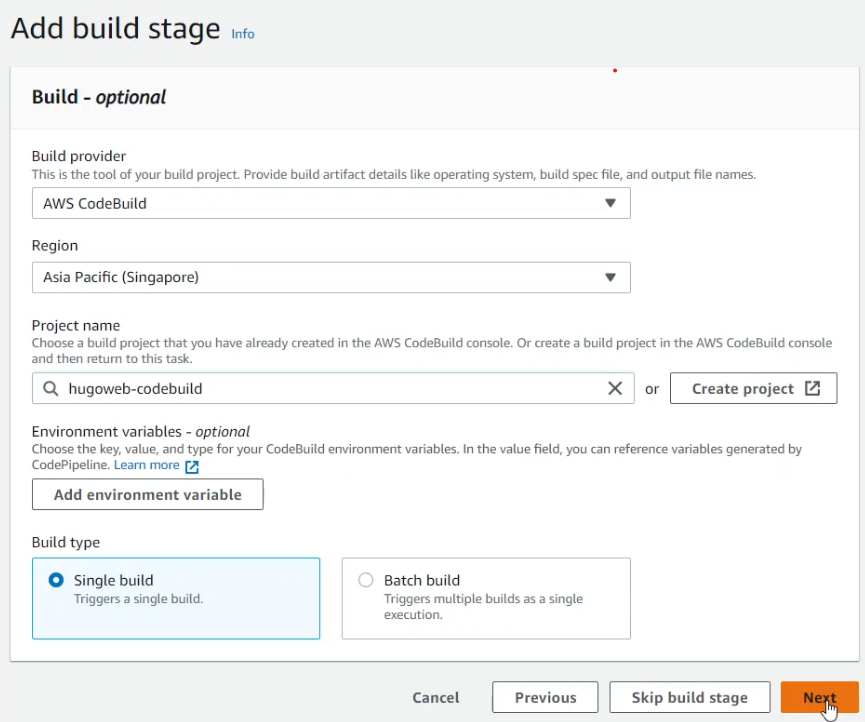 Add build stage Info
Build - optional
Build provider
This is the tool of your build project. Provide build artifact details like operating system, build spec file, and output file names.
AWS CodeBuild
Region
Asia Pacific (Singapore)
Project name
Choose a build project that you have already created in the AWS CodeBuild console. Or create a build project in the AWS CodeBuild console
and then return to this task.
hugoweb-codebuild or Create project
Environment variables - optional
Choose the key, value, and type for your CodeBuild environment variables. In the value field, you can reference variables generated by
CodePipeline. Learn more
Add environment variable
Build type
Single build
Triggers a single build.
Batch build
Triggers multiple builds as a single
execution.
Cancel Previous Skip build stage Next